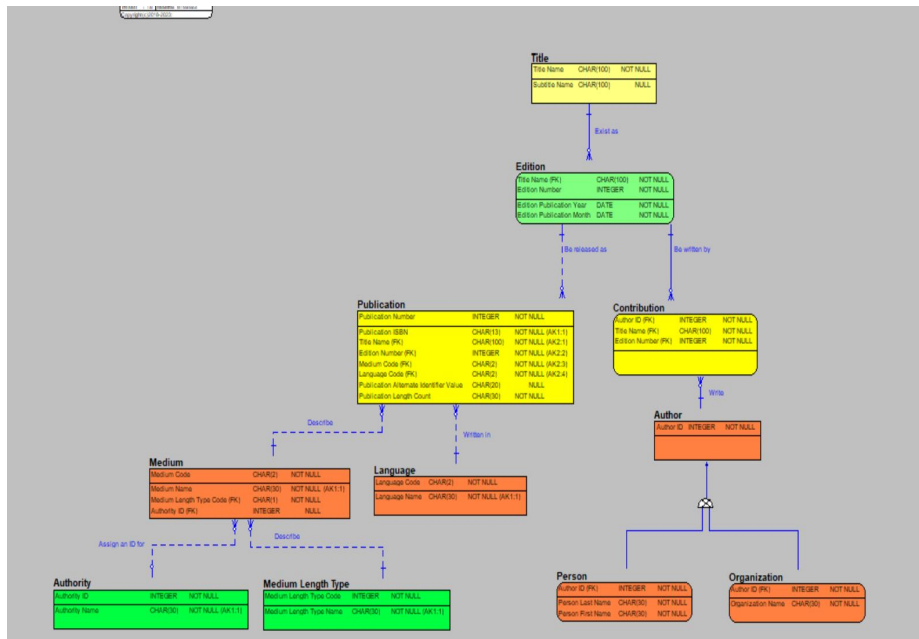 Copyright(c) 2019-2023
Title
Title Name CHAR(100) NOT NULL
Subtitle Name CHAR(100) NULL
Exist as
Edition
Title Name (FK) CHAR(100) NOT NULL
Edition Number INTEGER NOT NULL
Edition Publication Year DATE NOT NULL
Edition Publication Month DATE NOT NULL
Be released as
Be written by
Publication
Publication Number INTEGER NOT NULL
Publication ISBN CHAR(13) NOT NULL (AK1:1)
Title Name (FK) CHAR(100) NOT NULL (AK2:1)
Edition Number (FK) INTEGER NOT NULL (AK2:2)
Medium Code (FK) CHAR(2) NOT NULL (AK2:3)
Language Code (FK) CHAR(2) NOT NULL (AK2:4)
Publication Alternate Identifier Value CHAR(20) NULL
Publication Length Count CHAR(30) NOT NULL
Contribution
Author ID (FK) INTEGER NOT NULL
Title Name (FK) CHAR(100) NOT NULL
Edition Number (FK) INTEGER NOT NULL
Write
Describe
Written in
Author
Author ID INTEGER NOT NULL
Medium
Medium Code CHAR(2) NOT NULL
Medium Name CHAR(30) NOT NULL (AK1:1)
Medium Length Type Code (FK) CHAR(1) NOT NULL
Authority ID (FK) INTEGER NULL
Language
Language Code CHAR(2) NOT NULL
Language Name CHAR(30) NOT NULL (AK1:1)
Assign an ID for
Describe
Authority
Authority ID INTEGER NOT NULL
Authority Name CHAR(30) NOT NULL (AK1:1)
Medium Length Type
Medium Length Type Code INTEGER NOT NULL
Medium Length Type Name CHAR(30) NOT NULL (AK1:1)
Person
Author ID (FK) INTEGER NOT NULL
Person Last Name CHAR(30) NOT NULL
Person First Name CHAR(30) NOT NULL
Organization
Author ID (FK) INTEGER NOT NULL
Organization Name CHAR(30) NOT NULL